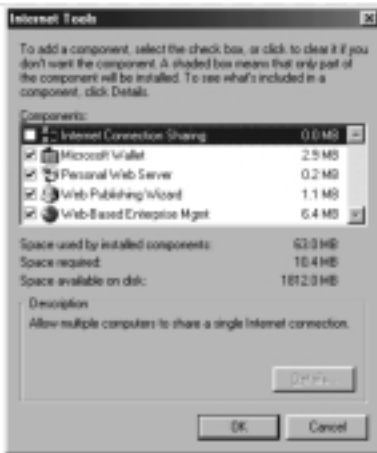 Internet Tools
To add a component, select the check box, or click to clear it if you
don't want the component. A shaded box means that only part of
the component will be installed. To see what's included in a
component, click Details.
Components:
Internet Connection Sharing 0.0 MB
Microsoft Wallet 2.9 MB
Personal Web Server 0.2 MB
Web Publishing Wizard 1.1 MB
Web-Based Enterprise Mgmt 6.4 MB
Space used by installed components: 63.0 MB
Space required: 10.4 MB
Space available on disk: 1812.0 MB
Description
Allow multiple computers to share a single Internet connection.
Details...
OK Cancel